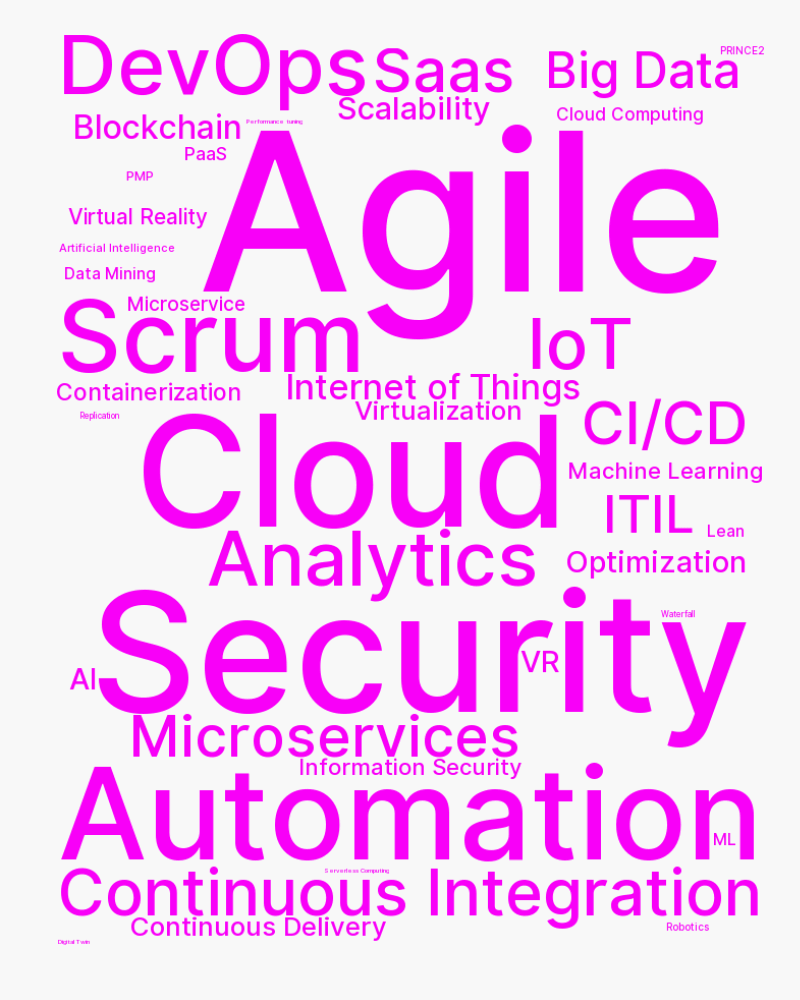 DevOps
Saas
Big Data
PRINCE2
Scalability
Cloud Computing
Blockchain
Performance tuning
PaaS
Agile
PMP
Virtual Reality
Artificial Intelligence
Data Mining
Microservice
Scrum
IoT
Internet of Things
Containerization
Virtualization
Replication
CI/CD
Cloud
Machine Learning
ITIL
Lean
Analytics
Optimization
Waterfall
Security
VR
AI
Microservices
Information Security
Automation
ML
Serverless Computing
Continuous Integration
Continuous Delivery
Robotics
Digital Twin